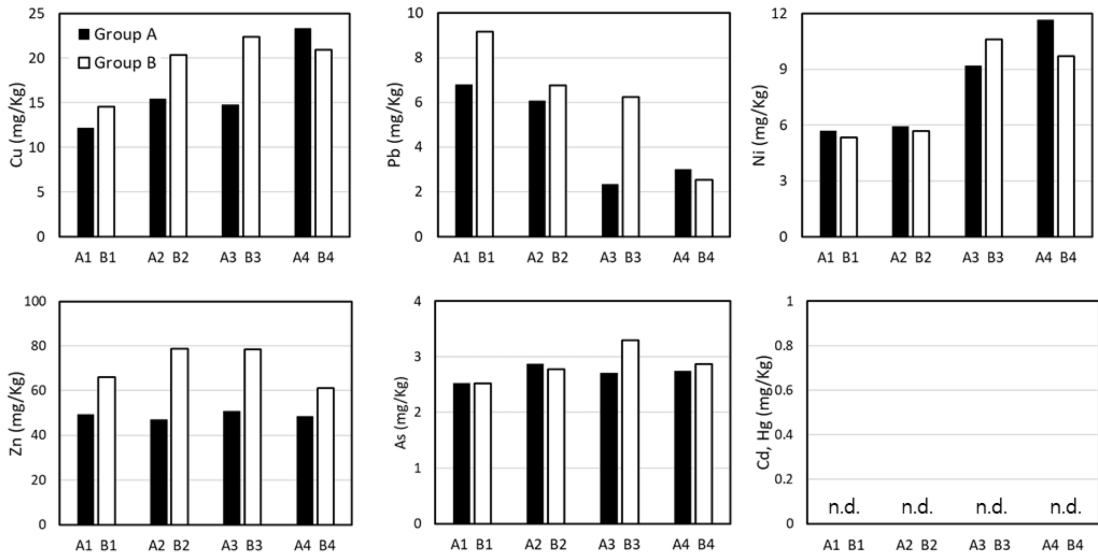 Cu (mg/Kg)
25
20
15
10
5
0
Group A
Group B
A1 B1 A2 B2 A3 B3 A4 B4
Pb (mg/Kg)
10
8
6
4
2
0
A1 B1 A2 B2 A3 B3 A4 B4
Ni (mg/Kg)
12
9
6
3
0
A1 B1 A2 B2 A3 B3 A4 B4
Zn (mg/Kg)
100
80
60
40
20
0
A1 B1 A2 B2 A3 B3 A4 B4
As (mg/Kg)
4
3
2
1
0
A1 B1 A2 B2 A3 B3 A4 B4
Cd, Hg (mg/Kg)
1
0.8
0.6
0.4
0.2
0
n.d. n.d. n.d. n.d.
A1 B1 A2 B2 A3 B3 A4 B4